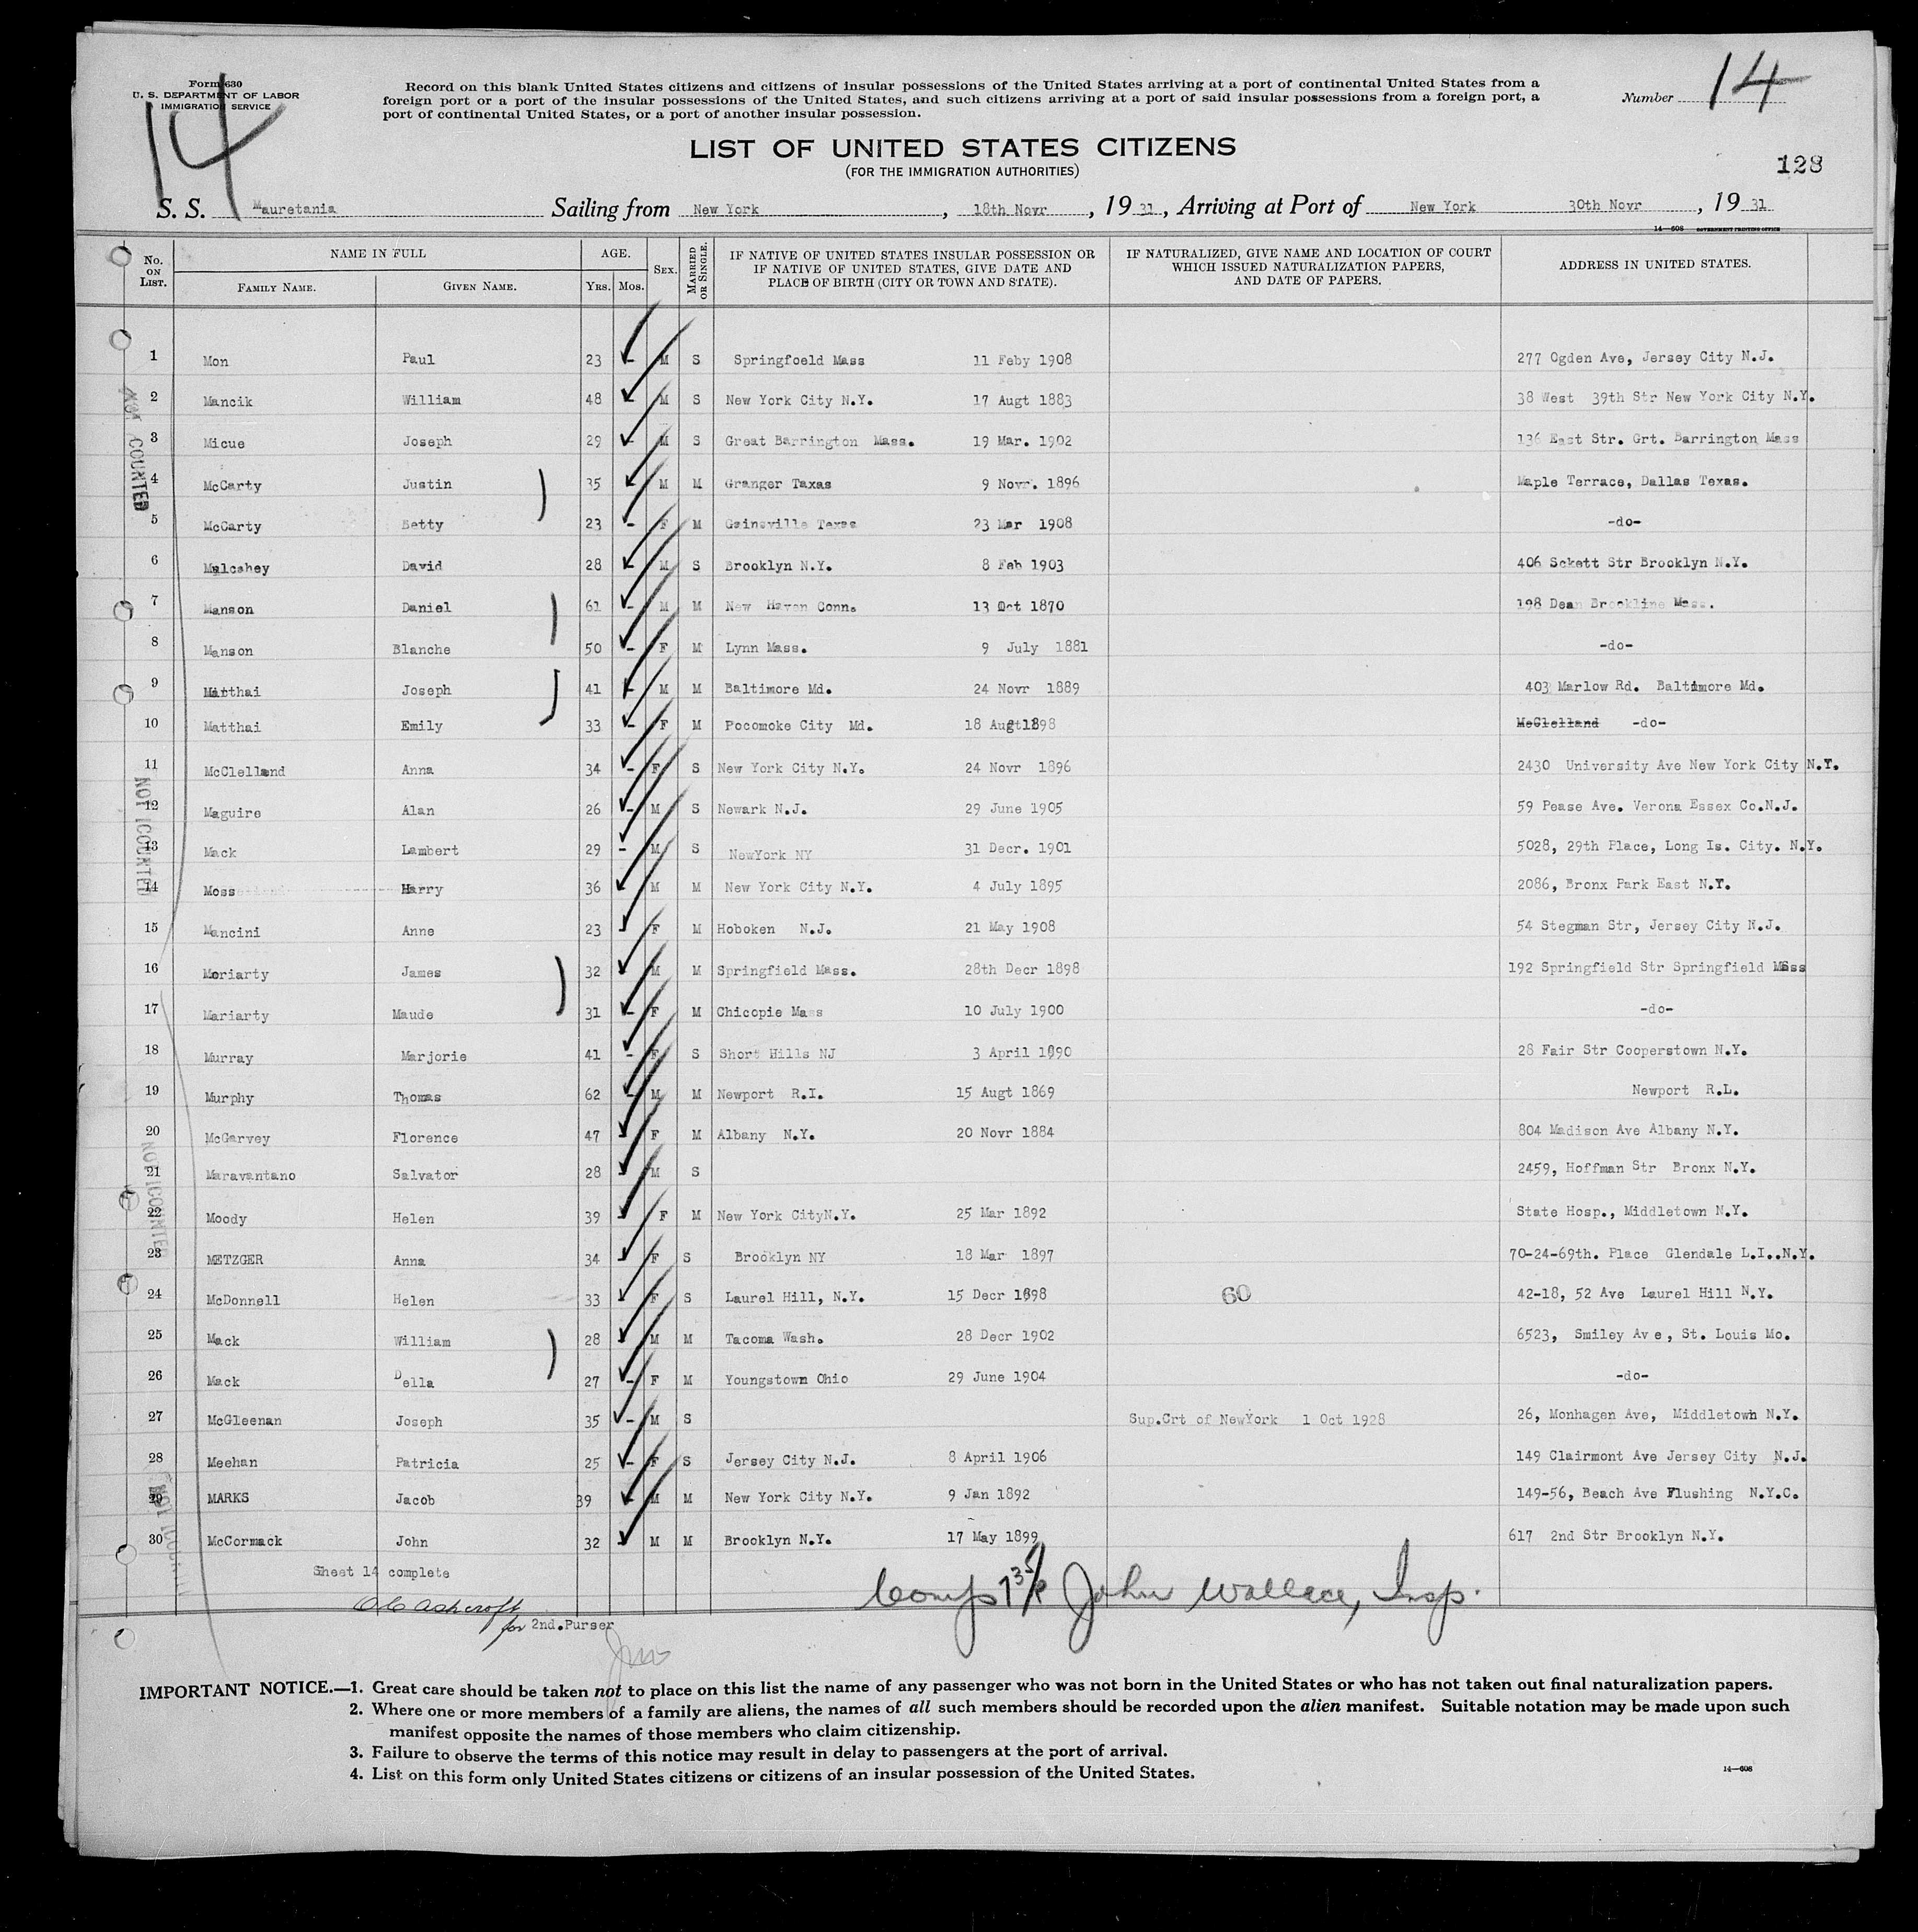 Form 630
U. S. DEPARTMENT OF LABOR
IMMIGRATION SERVICE
14
Record on this blank United States citizens and citizens of insular possessions of the United States arriving at a port of continental United States from a
foreign port or a port of the insular possessions of the United States, and such citizens arriving at a port of said insular possessions from a foreign port, a
port of continental United States, or a port of another insular possession.
Number 14
LIST OF UNITED STATES CITIZENS
(FOR THE IMMIGRATION AUTHORITIES)
128
S. S. Mauretania Sailing from New York, 18th Novr, 19 31, Arriving at Port of New York 30th Novr, 19 31
14—608 GOVERNMENT PRINTING OFFICE
No. ON LIST. NAME IN FULL FAMILY NAME. GIVEN NAME. AGE. Yrs. Mos. SEX. MARRIED OR SINGLE. IF NATIVE OF UNITED STATES INSULAR POSSESSION OR IF NATIVE OF UNITED STATES, GIVE DATE AND PLACE OF BIRTH (CITY OR TOWN AND STATE). IF NATURALIZED, GIVE NAME AND LOCATION OF COURT WHICH ISSUED NATURALIZATION PAPERS, AND DATE OF PAPERS. ADDRESS IN UNITED STATES.
1 Mon Paul 23 - M S Springfoeld Mass 11 Feby 1908 277 Ogden Ave, Jersey City N.J.
2 Mancik William 48 M S New York City N.Y. 17 Augt 1883 38 West 39th Str New York City N.Y.
3 Micue Joseph 29 - M S Great Barrington Mass. 19 Mar. 1902 136 East Str. Grt. Barrington Mass
4 McCarty Justin 35 M M Granger Taxas 9 Novr. 1896 Maple Terrace, Dallas Texas.
5 McCarty Betty 23 - F M Gainsville Texas 23 Mar 1908 -do-
6 Mulcahey David 28 M S Brooklyn N.Y. 8 Feb 1903 406 Sckett Str Brooklyn N.Y.
7 Manson Daniel 61 - M M New Haven Conn. 13 Oct 1870 198 Dean Brookline Mass.
8 Manson Blanche 50 - F M Lynn Mass. 9 July 1881 -do-
9 Matthai Joseph 41 - M M Baltimore Md. 24 Novr 1889 403 Marlow Rd. Baltimore Md.
10 Matthai Emily 33 - F M Pocomoke City Md. 18 Augt1898 McClelland -do-
11 McClelland Anna 34 - F S New York City N.Y. 24 Novr 1896 2430 University Ave New York City N.Y.
12 Maguire Alan 26 - M S Newark N.J. 29 June 1905 59 Pease Ave. Verona Essex Co.N.J.
13 Mack Lambert 29 - M S NewYork NY 31 Decr. 1901 5028, 29th Place, Long Is. City. N.Y.
14 Moss Harry 36 M M New York City N.Y. 4 July 1895 2086, Bronx Park East N.Y.
15 Mancini Anne 23 - F M Hoboken N.J. 21 May 1908 54 Stegman Str, Jersey City N.J.
16 Moriarty James 32 - M M Springfield Mass. 28th Decr 1898 192 Springfield Str Springfield Mass
17 Mariarty Maude 31 - F M Chicopie Mass 10 July 1900 -do-
18 Murray Marjorie 41 - F S Short Hills NJ 3 April 1890 28 Fair Str Cooperstown N.Y.
19 Murphy Thomas 62 - M M Newport R.I. 15 Augt 1869 Newport R.L.
20 McGarvey Florence 47 - F M Albany N.Y. 20 Novr 1884 804 Madison Ave Albany N.Y.
21 Maravantano Salvator 28 - M S 2459, Hoffman Str Bronx N.Y.
22 Moody Helen 39 - F M New York CityN.Y. 25 Mar 1892 State Hosp., Middletown N.Y.
23 METZGER Anna 34 - F S Brooklyn NY 18 Mar 1897 70-24-69th. Place Glendale L.I..N.Y.
24 McDonnell Helen 33 - F S Laurel Hill, N.Y. 15 Decr 1898 60 42-18, 52 Ave Laurel Hill N.Y.
25 Mack William 28 - M M Tacoma Wash. 28 Decr 1902 6523, Smiley Ave, St. Louis Mo.
26 Mack Della 27 - F M Youngstown Ohio 29 June 1904 -do-
27 McGleenan Joseph 35 - M S Sup.Crt of NewYork 1 Oct 1928 26, Monhagen Ave, Middletown N.Y.
28 Meehan Patricia 25 - F S Jersey City N.J. 8 April 1906 149 Clairmont Ave Jersey City N.J.
29 MARKS Jacob 39 - M M New York City N.Y. 9 Jan 1892 149-56, Beach Ave Flushing N.Y.C.
30 McCormack John 32 - M M Brooklyn N.Y. 17 May 1899 617 2nd Str Brooklyn N.Y.
NOT COUNTED
NOT COUNTED
NOT COUNTED
NOT COUNTED
Sheet 14 complete
John Wallace, Insp.
Ashcroft
for 2nd.Purser
IMPORTANT NOTICE.—1. Great care should be taken not to place on this list the name of any passenger who was not born in the United States or who has not taken out final naturalization papers.
2. Where one or more members of a family are aliens, the names of all such members should be recorded upon the alien manifest. Suitable notation may be made upon such
manifest opposite the names of those members who claim citizenship.
3. Failure to observe the terms of this notice may result in delay to passengers at the port of arrival.
4. List on this form only United States citizens or citizens of an insular possession of the United States.
14—608